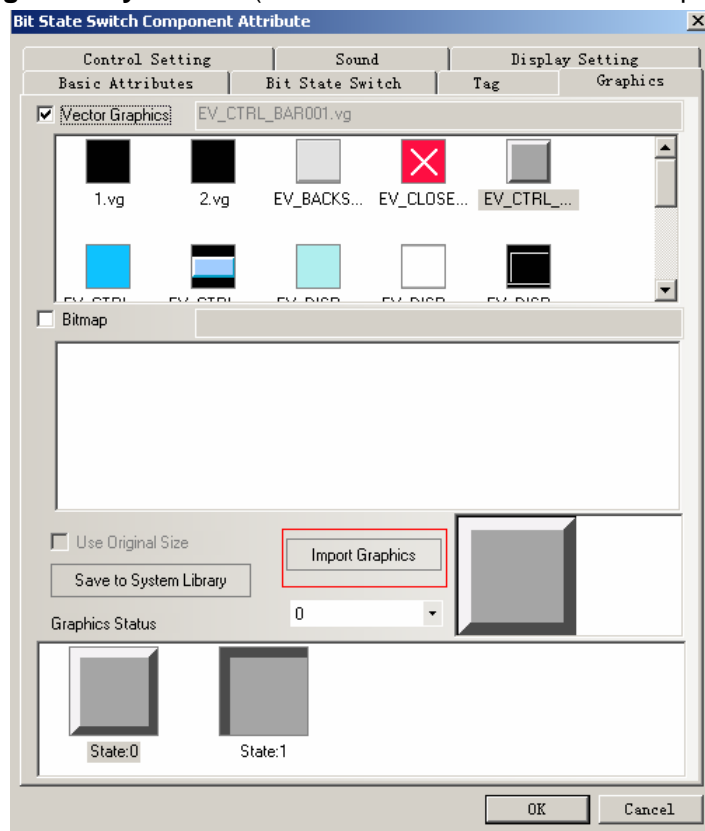 Bit State Switch Component Attribute
Control Setting Sound Display Setting
Basic Attributes Bit State Switch Tag Graphics
Vector Graphics EV_CTRL_BAR001.vg
1.vg 2.vg EV_BACKS... EV_CLOSE... EV_CTRL_...
Bitmap
Use Original Size
Import Graphics
Save to System Library
0
Graphics Status
State:0 State:1
OK Cancel